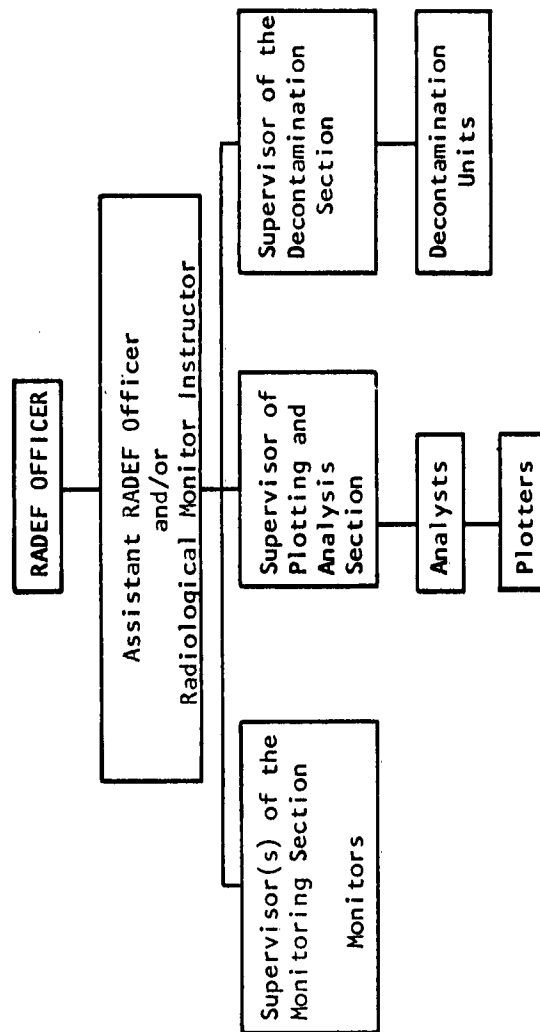 RADEF OFFICER
Assistant RADEF Officer
and/or
Radiological Monitor Instructor
Supervisor(s) of the
Monitoring Section
Monitors
Supervisor of
Plotting and
Analysis
Section
Analysts
Plotters
Supervisor of the
Decontamination
Section
Decontamination
Units